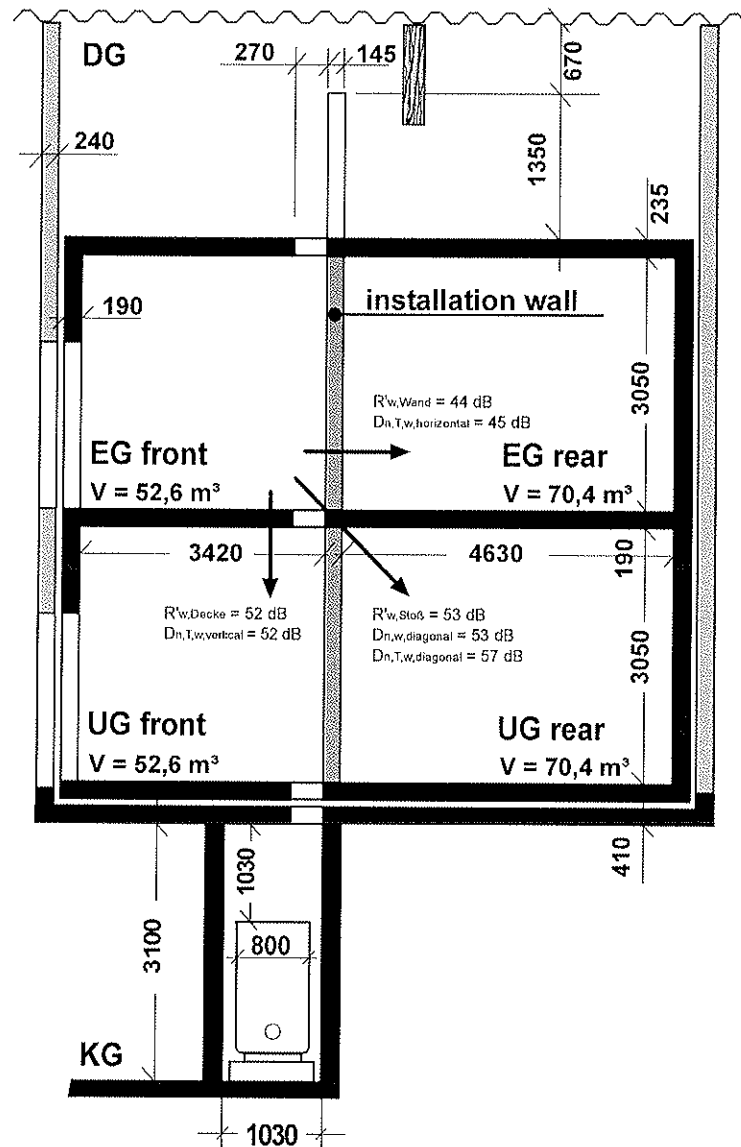 DG
270
145
670
240
1350
235
190
installation wall
3050
R'w,Wand = 44 dB
Dn,T,w,horizontal = 45 dB
EG front
V = 52,6 m³
EG rear
V = 70,4 m³
3420
4630
190
R'w,Decke = 52 dB
Dn,T,w,vertical = 52 dB
R'w,Stoß = 53 dB
Dn,w,diagonal = 53 dB
Dn,T,w,diagonal = 57 dB
3050
UG front
V = 52,6 m³
UG rear
V = 70,4 m³
410
1030
3100
800
KG
1030